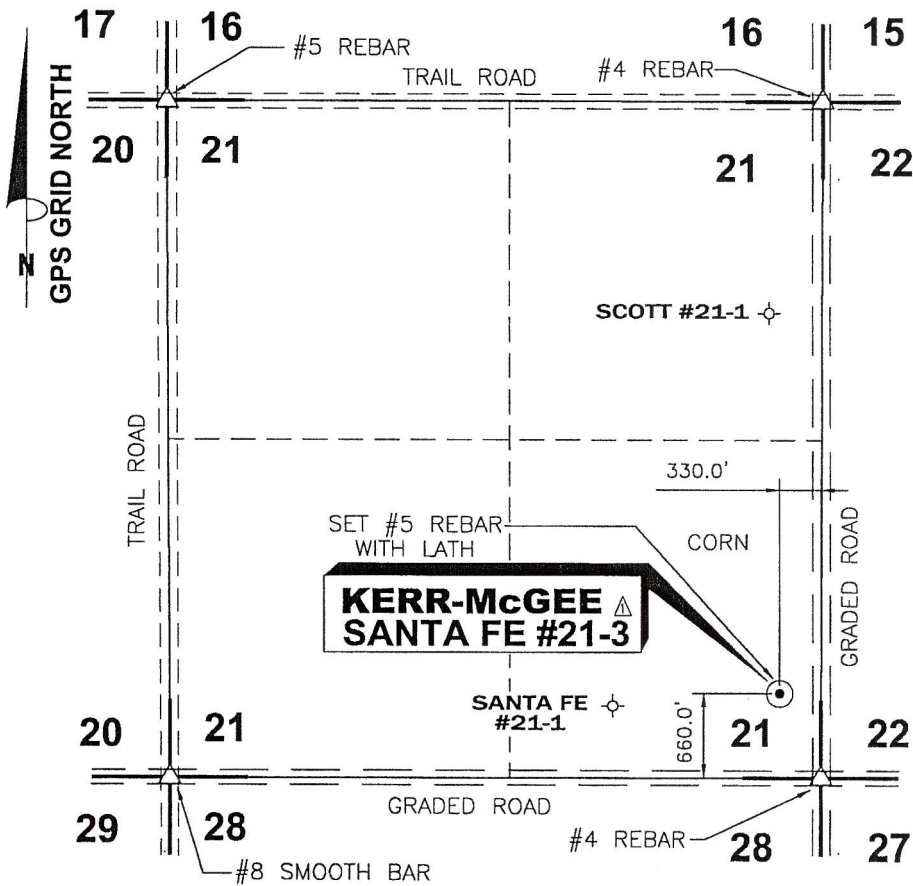 17 16
16 15
#5 REBAR
#4 REBAR
TRAIL ROAD
20 21
21 22
GPS GRID NORTH
N
SCOTT #21-1
TRAIL ROAD
330.0'
SET #5 REBAR
WITH LATH
CORN
GRADED ROAD
KERR-McGEE
SANTA FE #21-3
SANTA FE
#21-1
660.0'
20 21
21 22
GRADED ROAD
29 28
#4 REBAR
28 27
#8 SMOOTH BAR